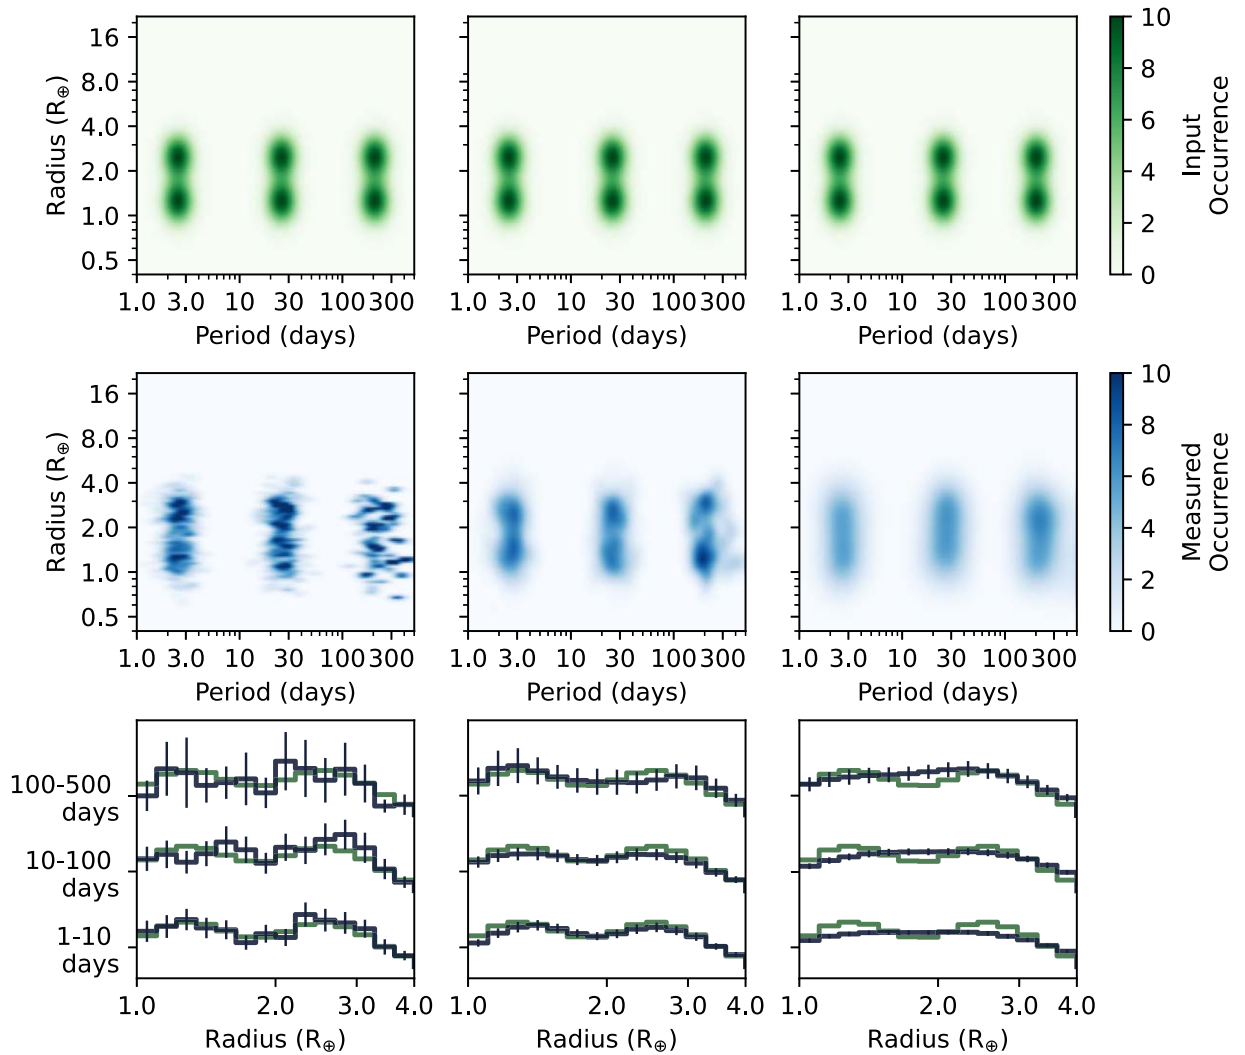 16
8.0
4.0
2.0
1.0
0.5
Radius (R⊕)
1.0 3.0 10 30 100 300
Period (days)
1.0 3.0 10 30 100 300
Period (days)
1.0 3.0 10 30 100 300
Period (days)
10
8
6
4
2
0
Input
Occurrence
16
8.0
4.0
2.0
1.0
0.5
Radius (R⊕)
1.0 3.0 10 30 100 300
Period (days)
1.0 3.0 10 30 100 300
Period (days)
1.0 3.0 10 30 100 300
Period (days)
10
8
6
4
2
0
Measured
Occurrence
100-500
days
10-100
days
1-10
days
1.0 2.0 3.0 4.0
Radius (R⊕)
1.0 2.0 3.0 4.0
Radius (R⊕)
1.0 2.0 3.0 4.0
Radius (R⊕)